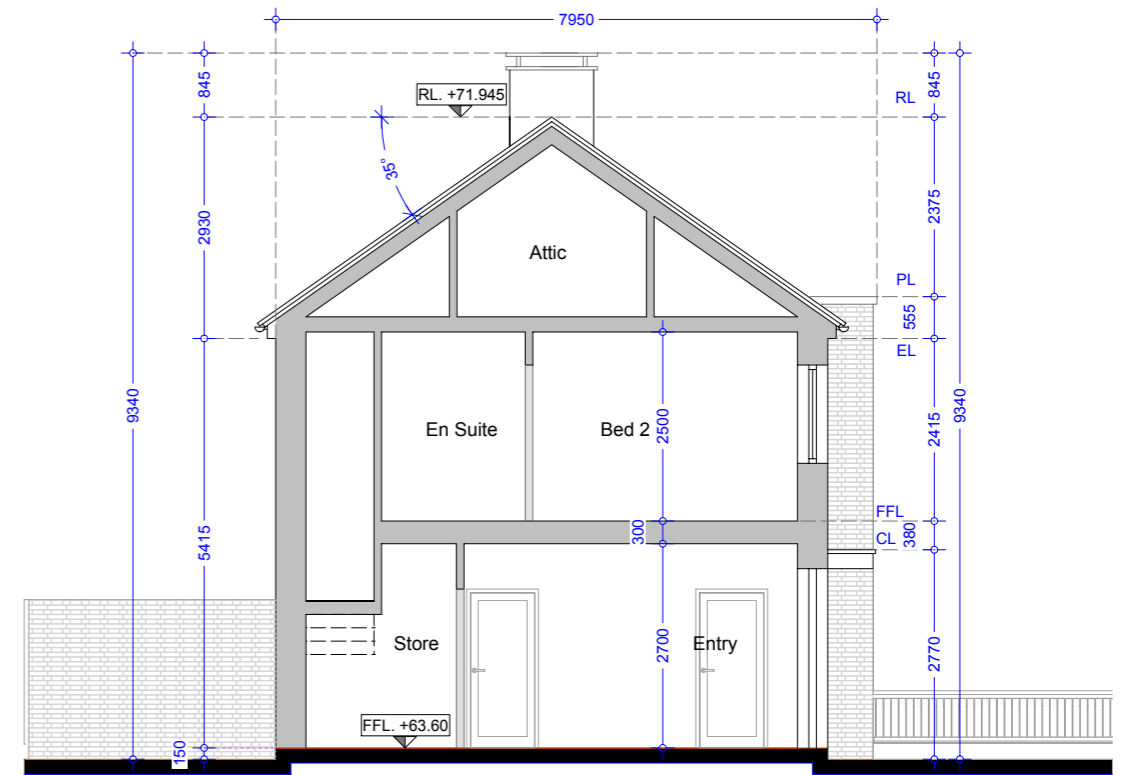 7950
845
845
RL. +71.945
RL
35°
2930
2375
Attic
PL
555
EL
9340
9340
En Suite
Bed 2
2500
2415
FFL
300
CL
380
5415
Store
2700
Entry
2770
FFL. +63.60
150